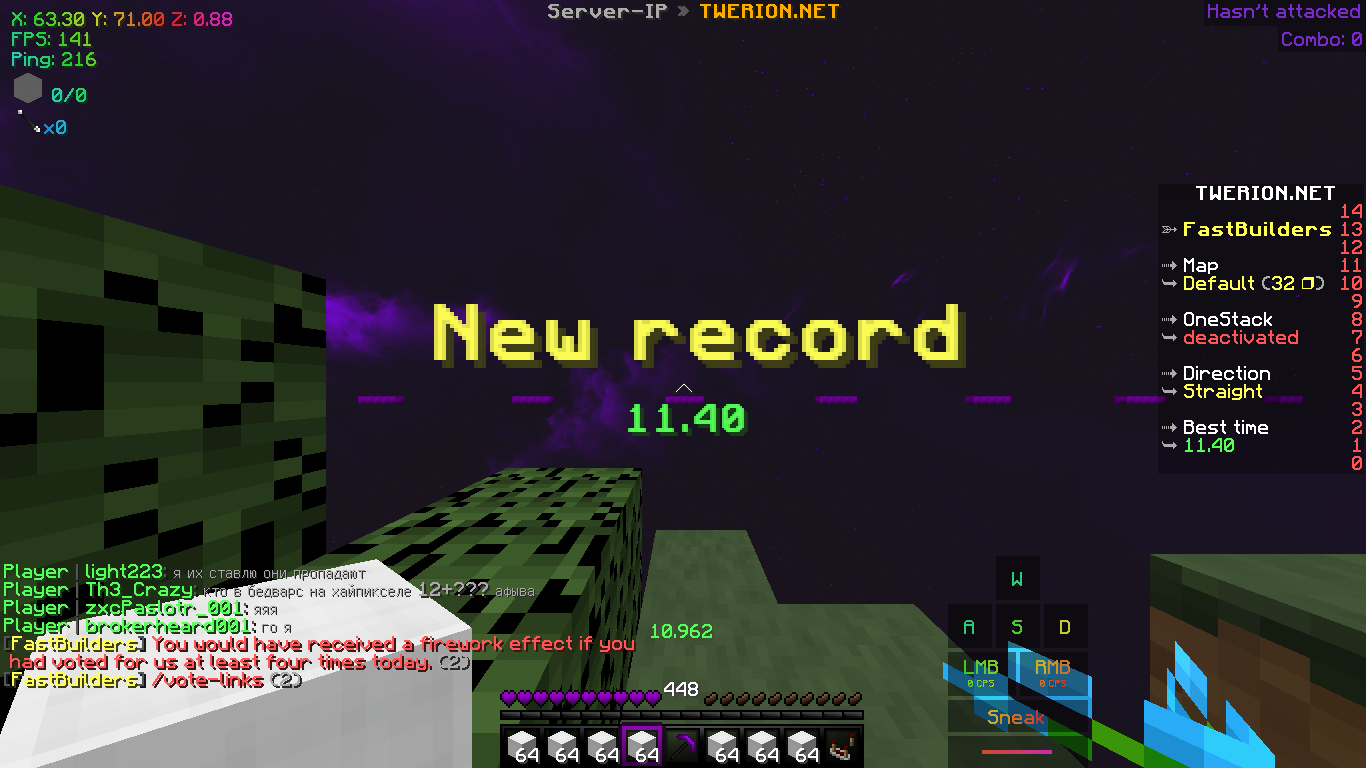 X: 63.30 Y: 71.00 Z: 0.88
FPS: 141
Ping: 216
0/0
x0
Server-IP » TWERION.NET
Hasn't attacked
Combo: 0
TWERION.NET
14
FastBuilders 13
12
Map 11
Default (32 ) 10
9
OneStack 8
deactivated 7
6
Direction 5
Straight 4
3
Best time 2
11.40 1
0
New record
11.40
Player | light223: я их ставлю они пропадают
Player | Th3_Crazy: кто в бедварс на хайпикселе 12+??? афыва
Player | zxcPaslotr_001: яяя
Player | brokerheard001: го я
[FastBuilders] You would have received a firework effect if you
had voted for us at least four times today. (2)
[FastBuilders] /vote-links (2)
10.962
W
A S D
LMB RMB
0 CPS 0 CPS
Sneak
448
64 64 64 64 64 64 64